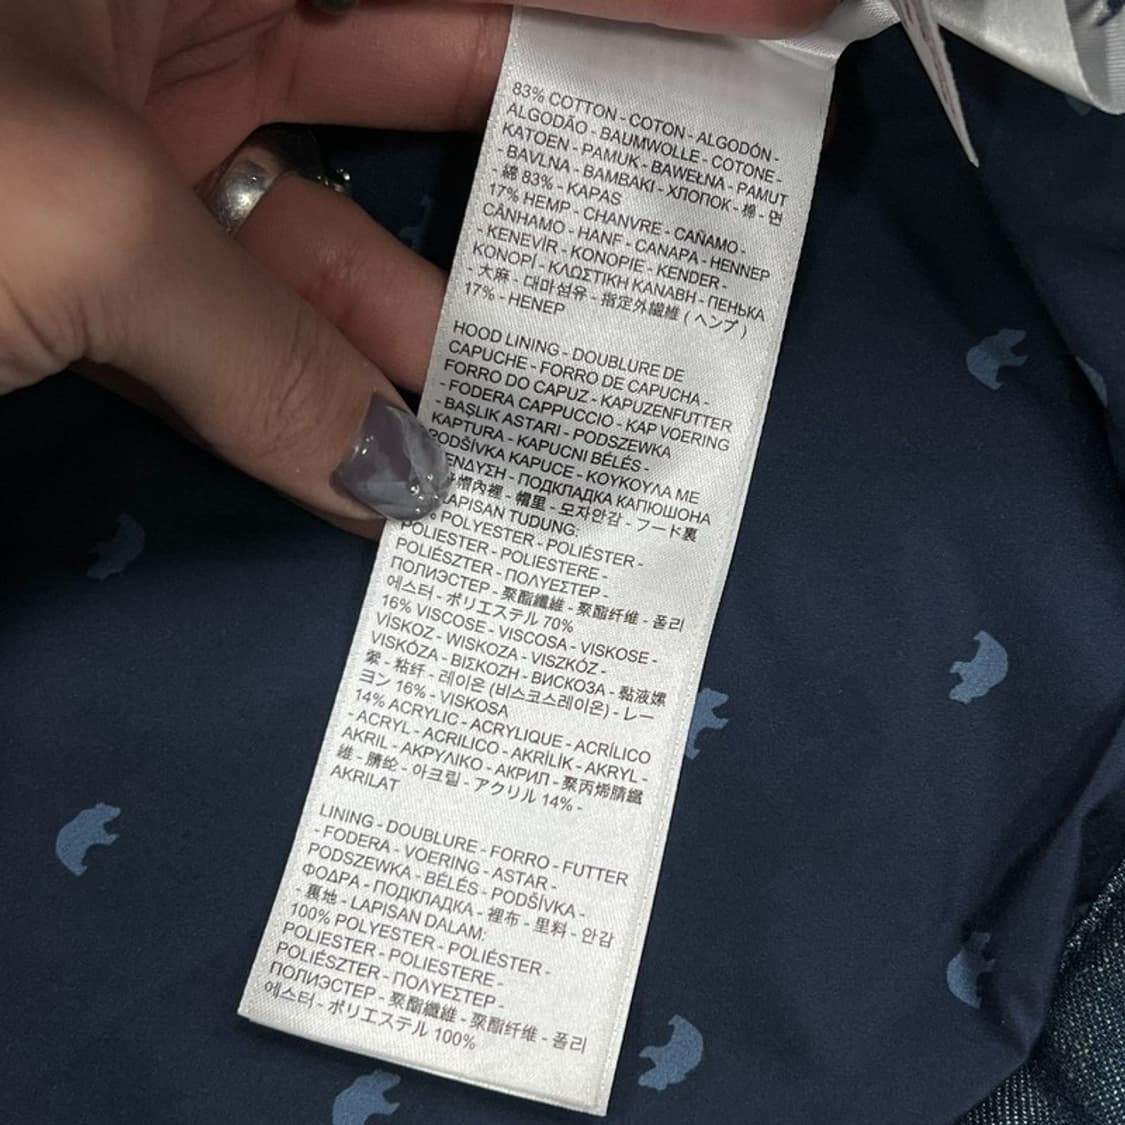 83% COTTON - COTON - ALGODÓN -
ALGODÃO - BAUMWOLLE - COTONE -
KATOEN - PAMUK - BAWEŁNA - PAMUT
- BAVLNA - BAMBAKI - ХЛОПОК - 棉 - 면
- 綿 83% - KAPAS
17% HEMP - CHANVRE - CAÑAMO -
CÂNHAMO - HANF - CANAPA - HENNEP
- KENEVİR - KONOPIE - KENDER -
KONOPÍ - ΚΛΩΣΤΙΚΗ ΚΑΝΑΒΗ - ПЕНЬКА
- 大麻 - 대마섬유 - 指定外繊維 ( ヘンプ )
17% - HENEP
HOOD LINING - DOUBLURE DE
CAPUCHE - FORRO DE CAPUCHA -
FORRO DO CAPUZ - KAPUZENFUTTER
- FODERA CAPPUCCIO - KAP VOERING
- BAŞLIK ASTARI - PODSZEWKA
KAPTURA - KAPUCNI BÉLÉS -
PODŠÍVKA KAPUCE - ΚΟΥΚΟΥΛΑ ΜΕ
ΕΝΔΥΣΗ - ПОДКЛАДКА КАПЮШОНА
帽內裡 - 帽里 - 모자안감 - フード裏
LAPISAN TUDUNG:
% POLYESTER - POLIÉSTER -
POLIESTER - POLIESTERE -
POLIÉSZTER - ΠΟΛΥΕΣΤΕΡ -
ПОЛИЭСТЕР - 聚酯纖維 - 聚酯纤维 - 폴리
에스터 - ポリエステル 70%
16% VISCOSE - VISCOSA - VISKOSE -
VİSKOZ - WISKOZA - VISZKÓZ -
VISKÓZA - ΒΙΣΚΟΖΗ - ВИСКОЗА - 黏液嫘
縈 - 粘纤 - 레이온 (비스코스레이온) - レー
ヨン 16% - VISKOSA
14% ACRYLIC - ACRYLIQUE - ACRÍLICO
- ACRYL - ACRILICO - AKRİLİK - AKRYL -
AKRIL - ΑΚΡΥΛΙΚΟ - АКРИЛ - 聚丙烯腈纖
維 - 腈纶 - 아크릴 - アクリル 14% -
AKRILAT
LINING - DOUBLURE - FORRO - FUTTER
- FODERA - VOERING - ASTAR -
PODSZEWKA - BÉLÉS - PODŠÍVKA -
ΦΟΔΡΑ - ПОДКЛАДКА - 裡布 - 里料 - 안감
- 裏地 - LAPISAN DALAM:
100% POLYESTER - POLIÉSTER -
POLIESTER - POLIESTERE -
POLIÉSZTER - ΠΟΛΥΕΣΤΕΡ -
ПОЛИЭСТЕР - 聚酯纖維 - 聚酯纤维 - 폴리
에스터 - ポリエステル 100%